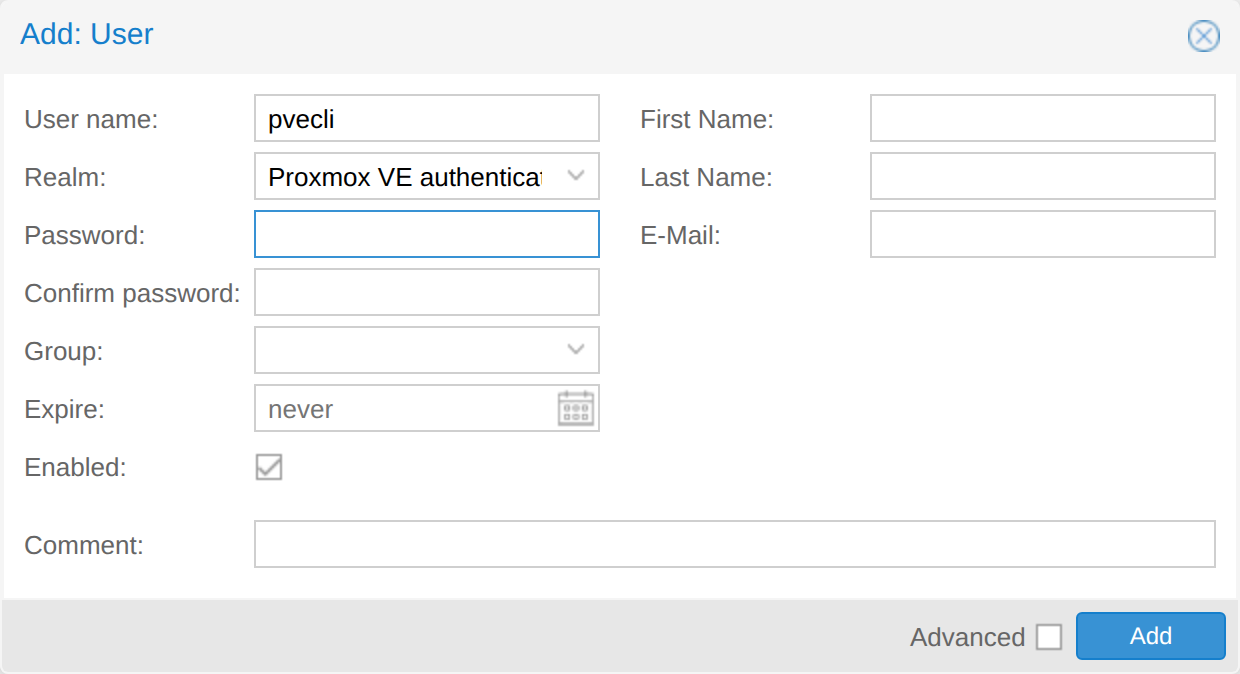 Add: User
User name: pvecli First Name:
Realm: Proxmox VE authenticat Last Name:
Password: E-Mail:
Confirm password:
Group:
Expire: never
Enabled:
Comment:
Advanced Add